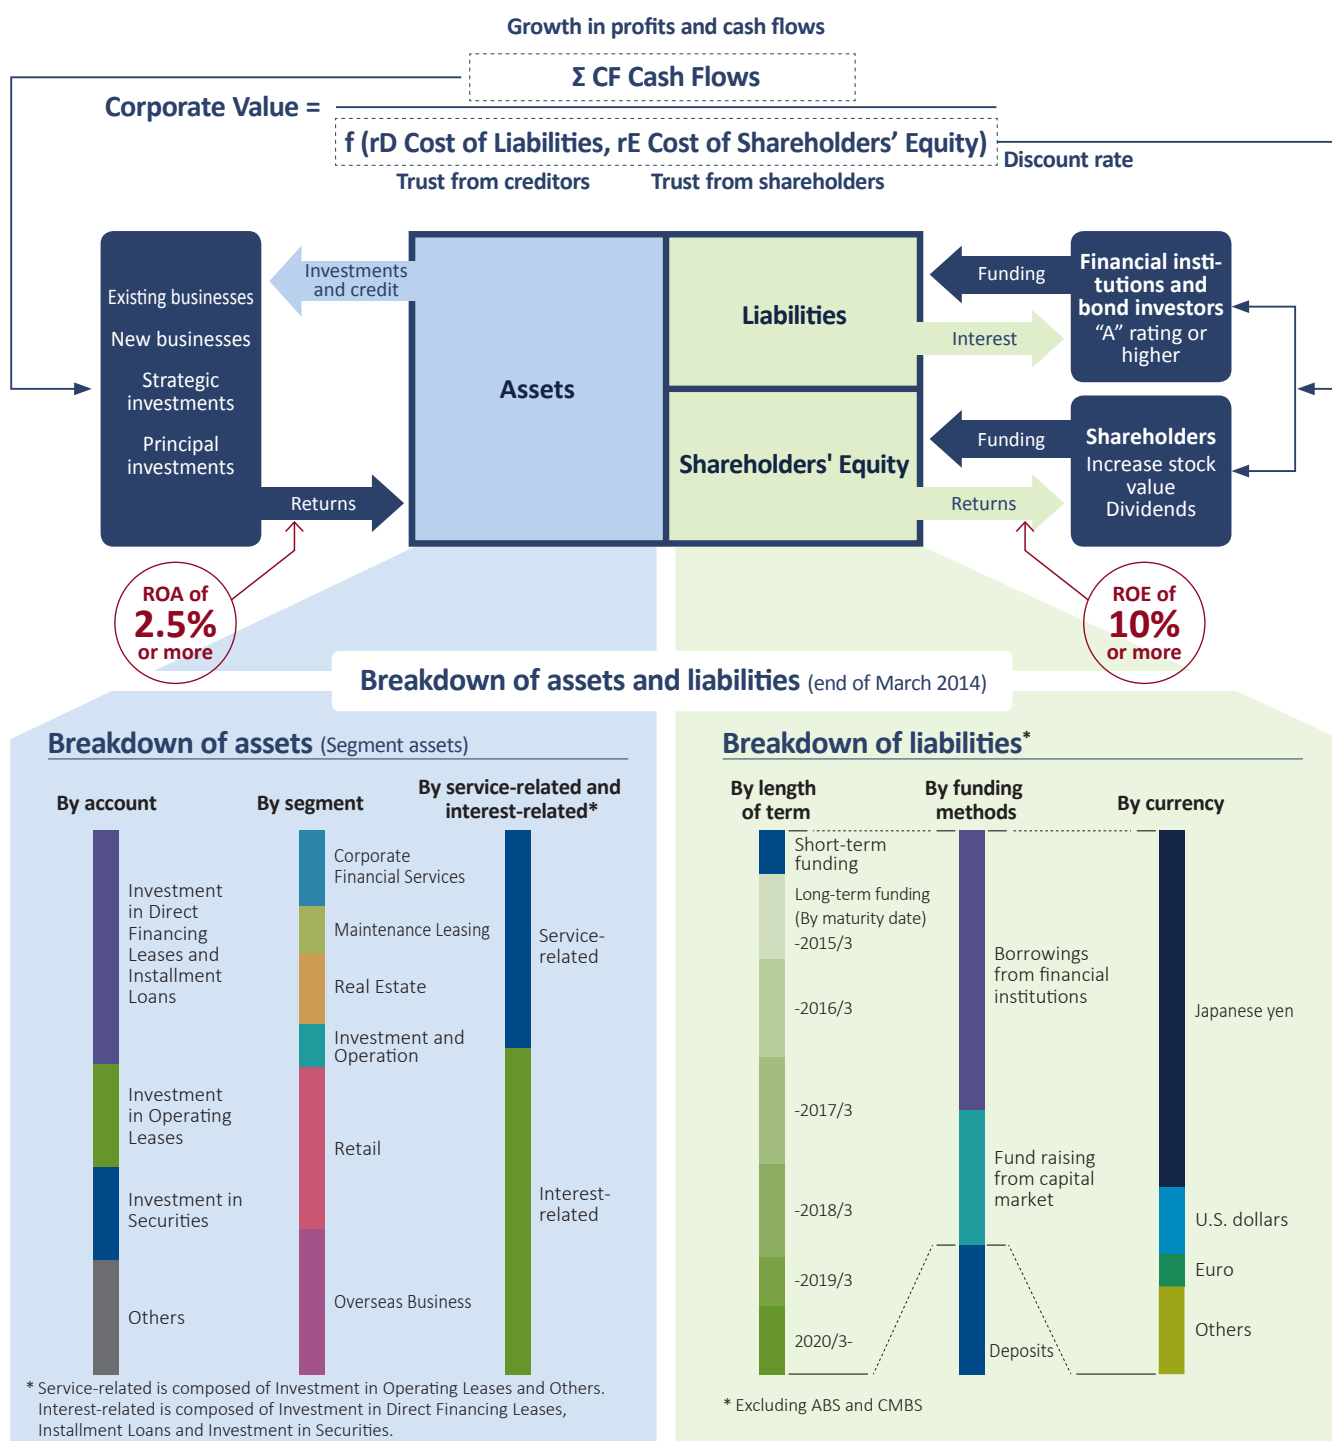 Growth in profits and cash flows
Σ CF Cash Flows
Corporate Value =
f (rD Cost of Liabilities, rE Cost of Shareholders’ Equity)
Discount rate
Trust from creditors
Trust from shareholders
Existing businesses
New businesses
Strategic
investments
Principal
investments
Investments
and credit
Returns
Assets
Liabilities
Shareholders' Equity
Funding
Interest
Funding
Returns
Financial insti-
tutions and
bond investors
“A” rating or
higher
Shareholders
Increase stock
value
Dividends
ROA of
2.5%
or more
ROE of
10%
or more
Breakdown of assets and liabilities (end of March 2014)
Breakdown of assets (Segment assets)
By account
Investment
in Direct
Financing
Leases and
Installment
Loans
Investment
in Operating
Leases
Investment in
Securities
Others
By segment
Corporate
Financial Services
Maintenance Leasing
Real Estate
Investment and
Operation
Retail
Overseas Business
By service-related and
interest-related*
Service-
related
Interest-
related
* Service-related is composed of Investment in Operating Leases and Others.
Interest-related is composed of Investment in Direct Financing Leases,
Installment Loans and Investment in Securities.
Breakdown of liabilities*
By length
of term
Short-term
funding
Long-term funding
(By maturity date)
-2015/3
-2016/3
-2017/3
-2018/3
-2019/3
2020/3-
By funding
methods
Borrowings
from financial
institutions
Fund raising
from capital
market
Deposits
By currency
Japanese yen
U.S. dollars
Euro
Others
* Excluding ABS and CMBS